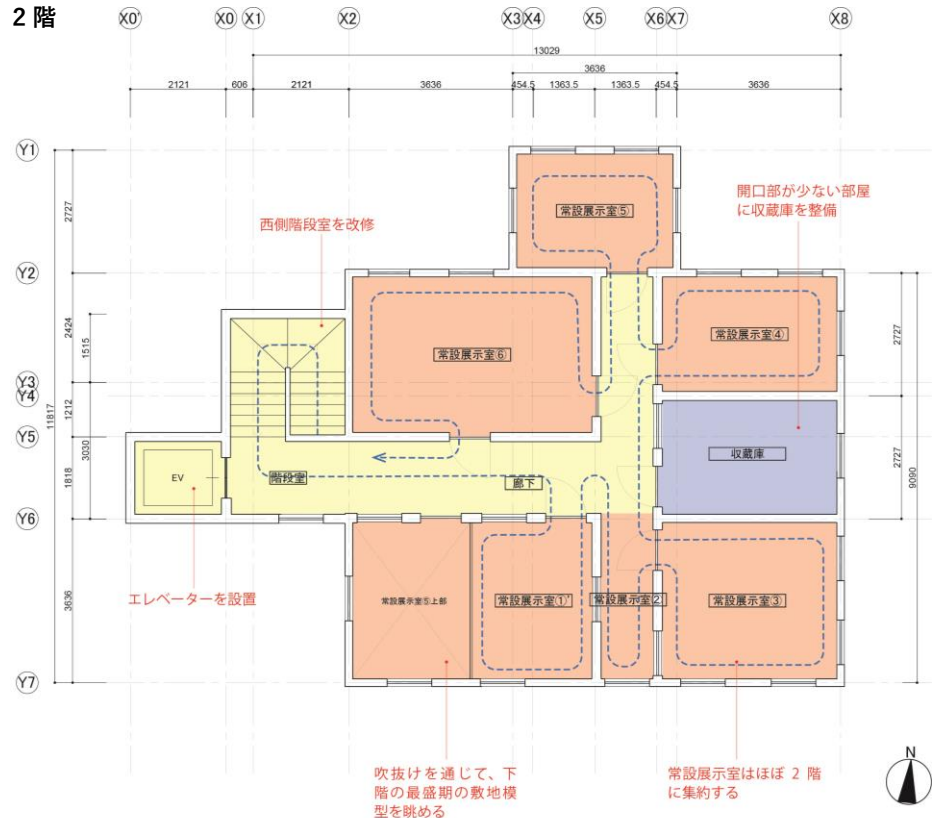 2 階
X0' X0 X1 X2 X3 X4 X5 X6 X7 X8
13029
3636
2121 606 2121 3636 454.5 1363.5 1363.5 454.5 3636
Y1
Y2
Y3
Y4
Y5
Y6
Y7
11817
2727
2424
1212
1818
3636
1515
3030
2727
2727
9090
西側階段室を改修
開口部が少ない部屋
に収蔵庫を整備
常設展示室⑤
常設展示室⑥
常設展示室④
収蔵庫
EV
階段室
廊下
エレベーターを設置
常設展示室⑤上部
常設展示室①'
常設展示室②
常設展示室③
吹抜けを通じて、下
階の最盛期の敷地模
型を眺める
常設展示室はほぼ 2 階
に集約する
N